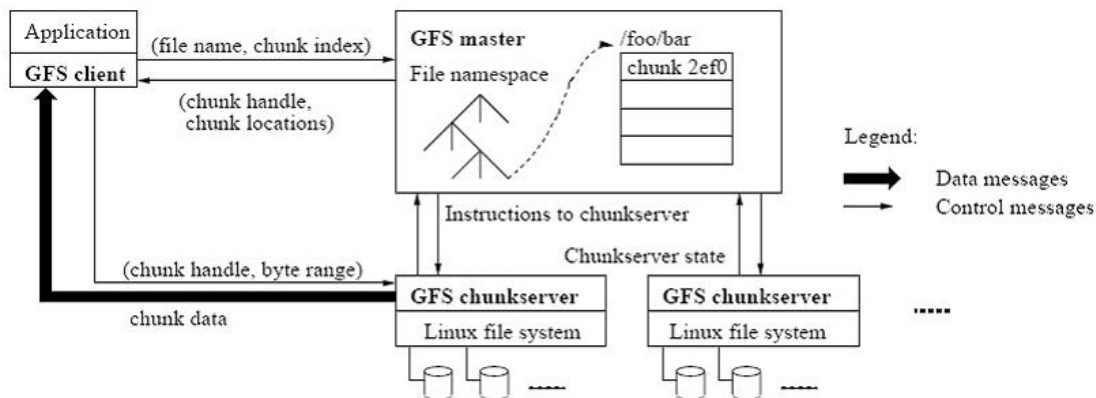 Application
GFS client
(file name, chunk index)
(chunk handle,
chunk locations)
GFS master
File namespace
/foo/bar
chunk 2ef0
Legend:
Data messages
Control messages
Instructions to chunkserver
Chunkserver state
(chunk handle, byte range)
chunk data
GFS chunkserver
Linux file system
GFS chunkserver
Linux file system